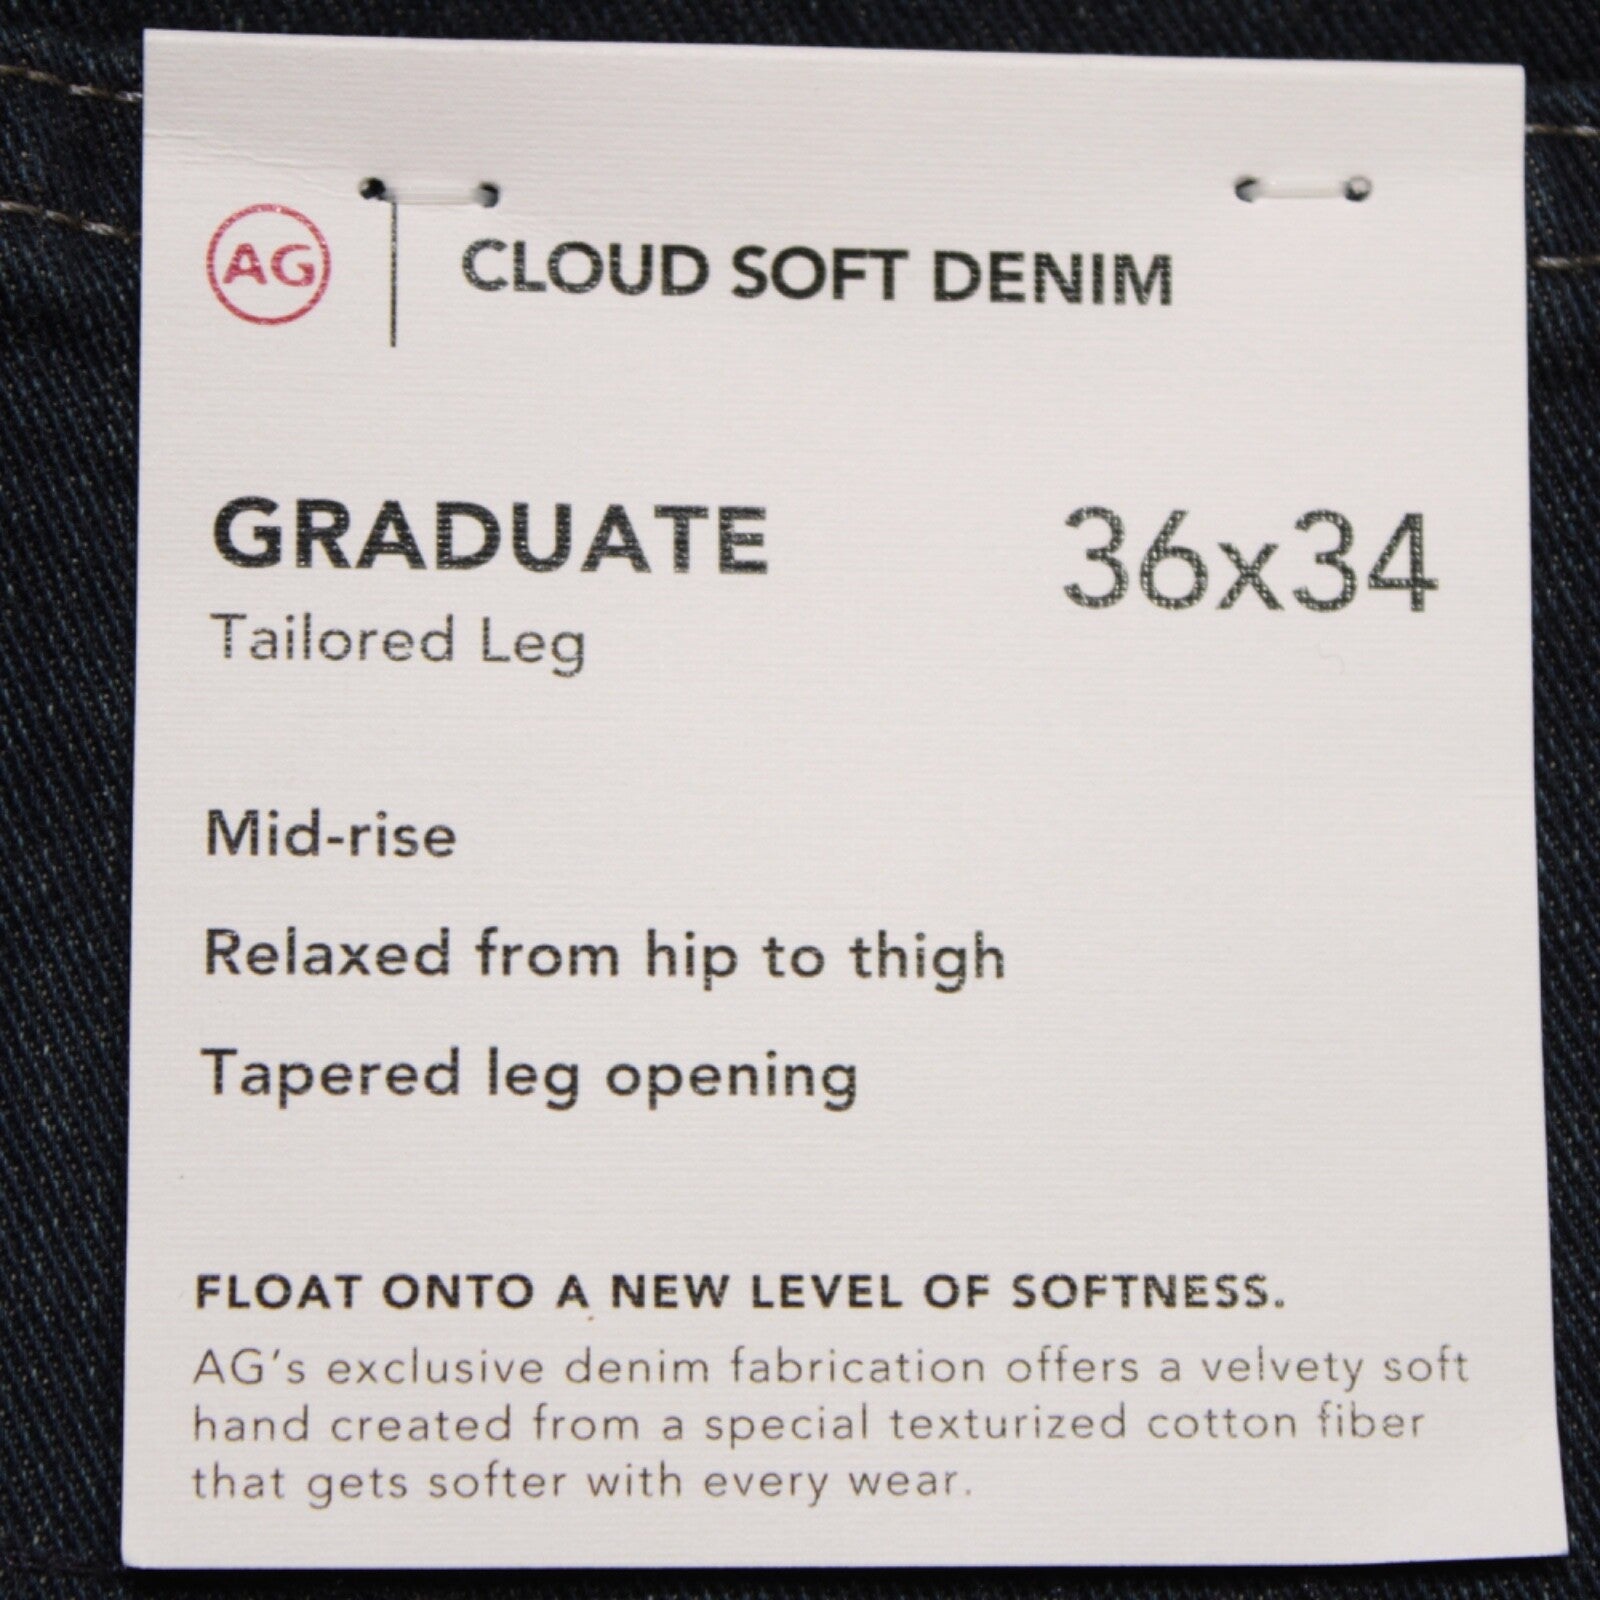 AG CLOUD SOFT DENIM
GRADUATE 36x34
Tailored Leg
Mid-rise
Relaxed from hip to thigh
Tapered leg opening
FLOAT ONTO A NEW LEVEL OF SOFTNESS.
AG's exclusive denim fabrication offers a velvety soft
hand created from a special texturized cotton fiber
that gets softer with every wear.